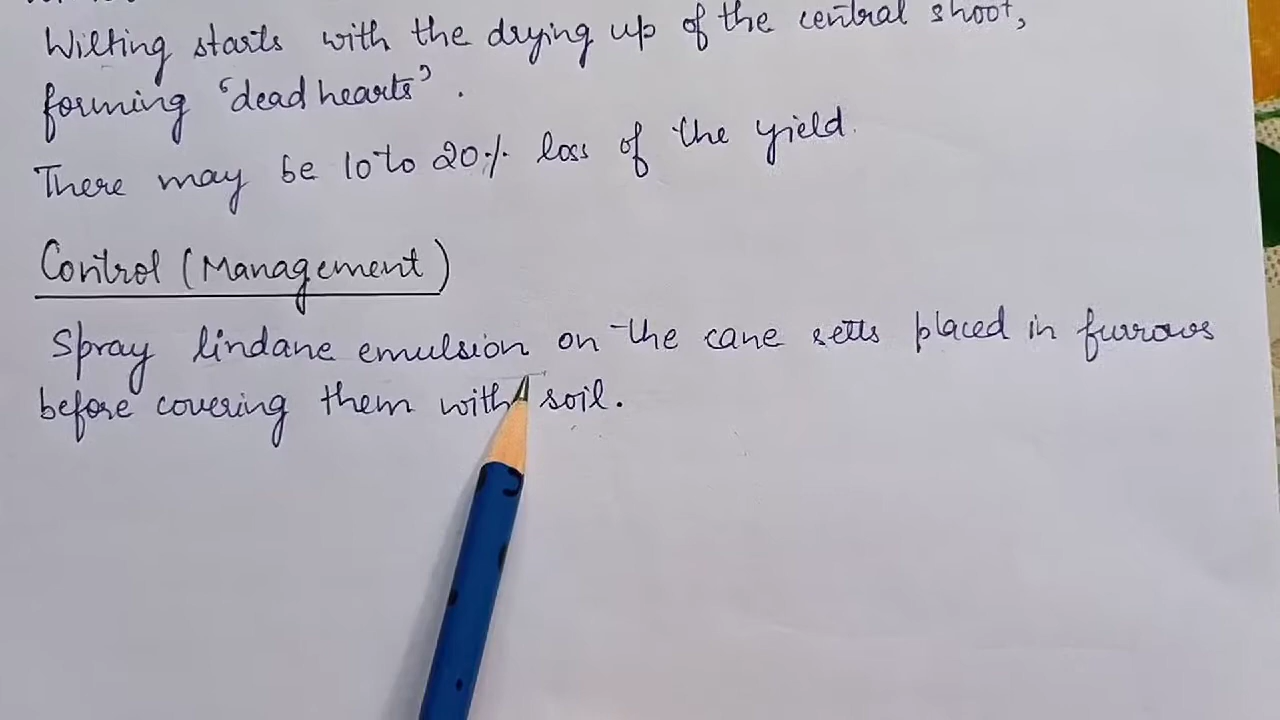 Wilting starts with the drying up of the central shoot,
forming 'dead hearts'.
There may be 10 to 20% loss of the yield.
Control (Management)
Spray lindane emulsion on the cane setts placed in furrows
before covering them with soil.